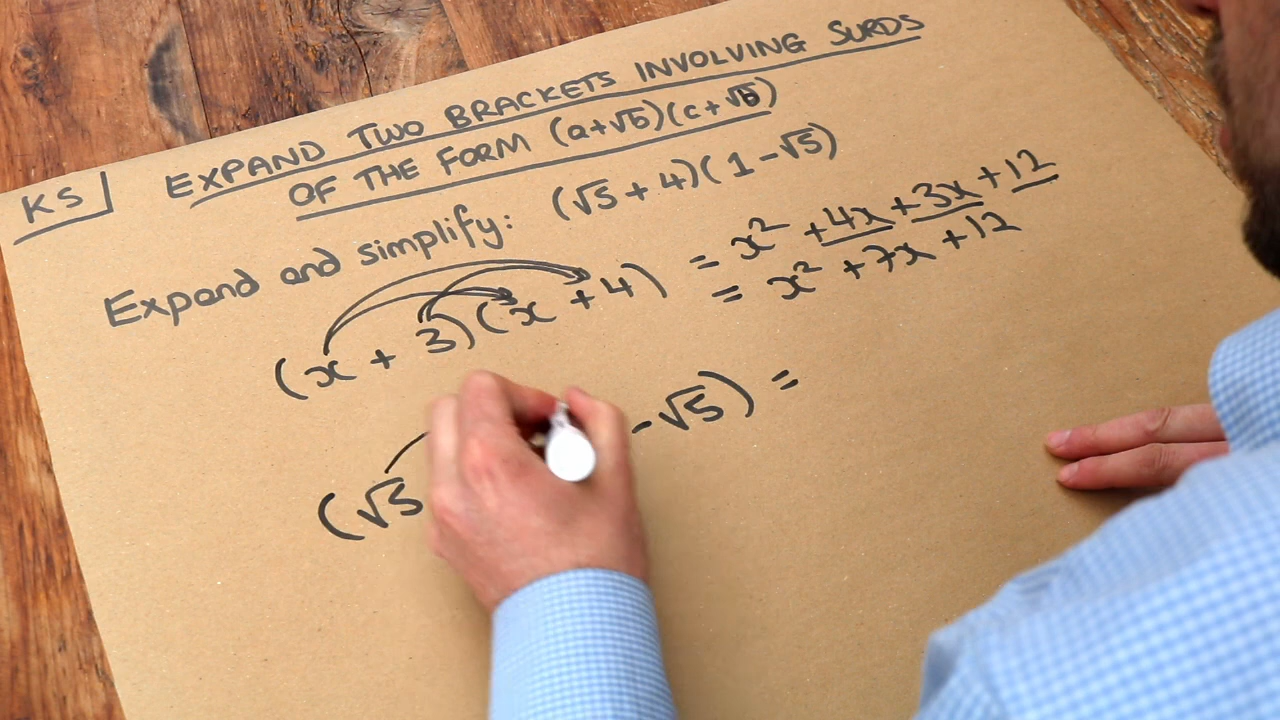 K5
EXPAND TWO BRACKETS INVOLVING SURDS
OF THE FORM (a+√b)(c+√b)
Expand and simplify: (√5 + 4)(1 - √5)
(x + 3)(x + 4) = x² + 4x + 3x + 12
= x² + 7x + 12
(√5 - √5) =